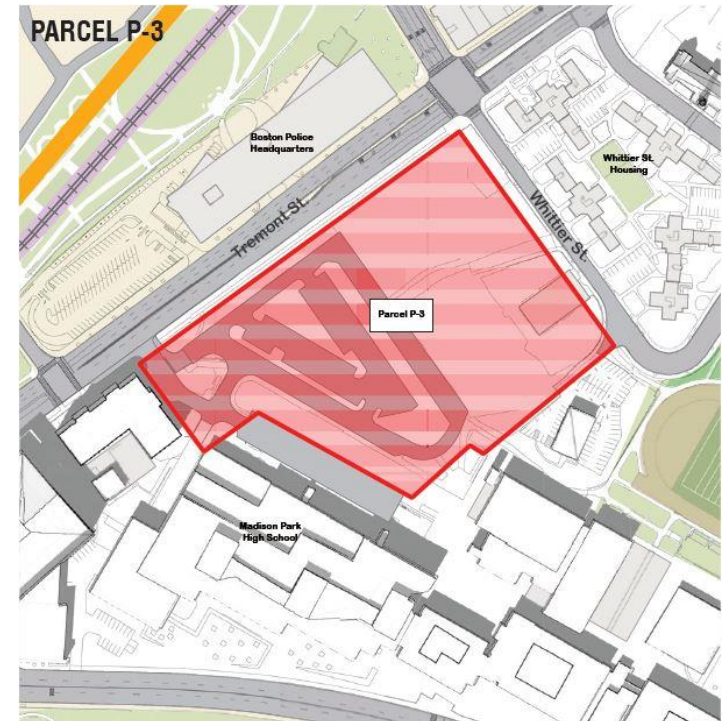 PARCEL P-3
Boston Police
Headquarters
Whittier St.
Housing
Tremont St.
Whittier St.
Parcel P-3
Madison Park
High School